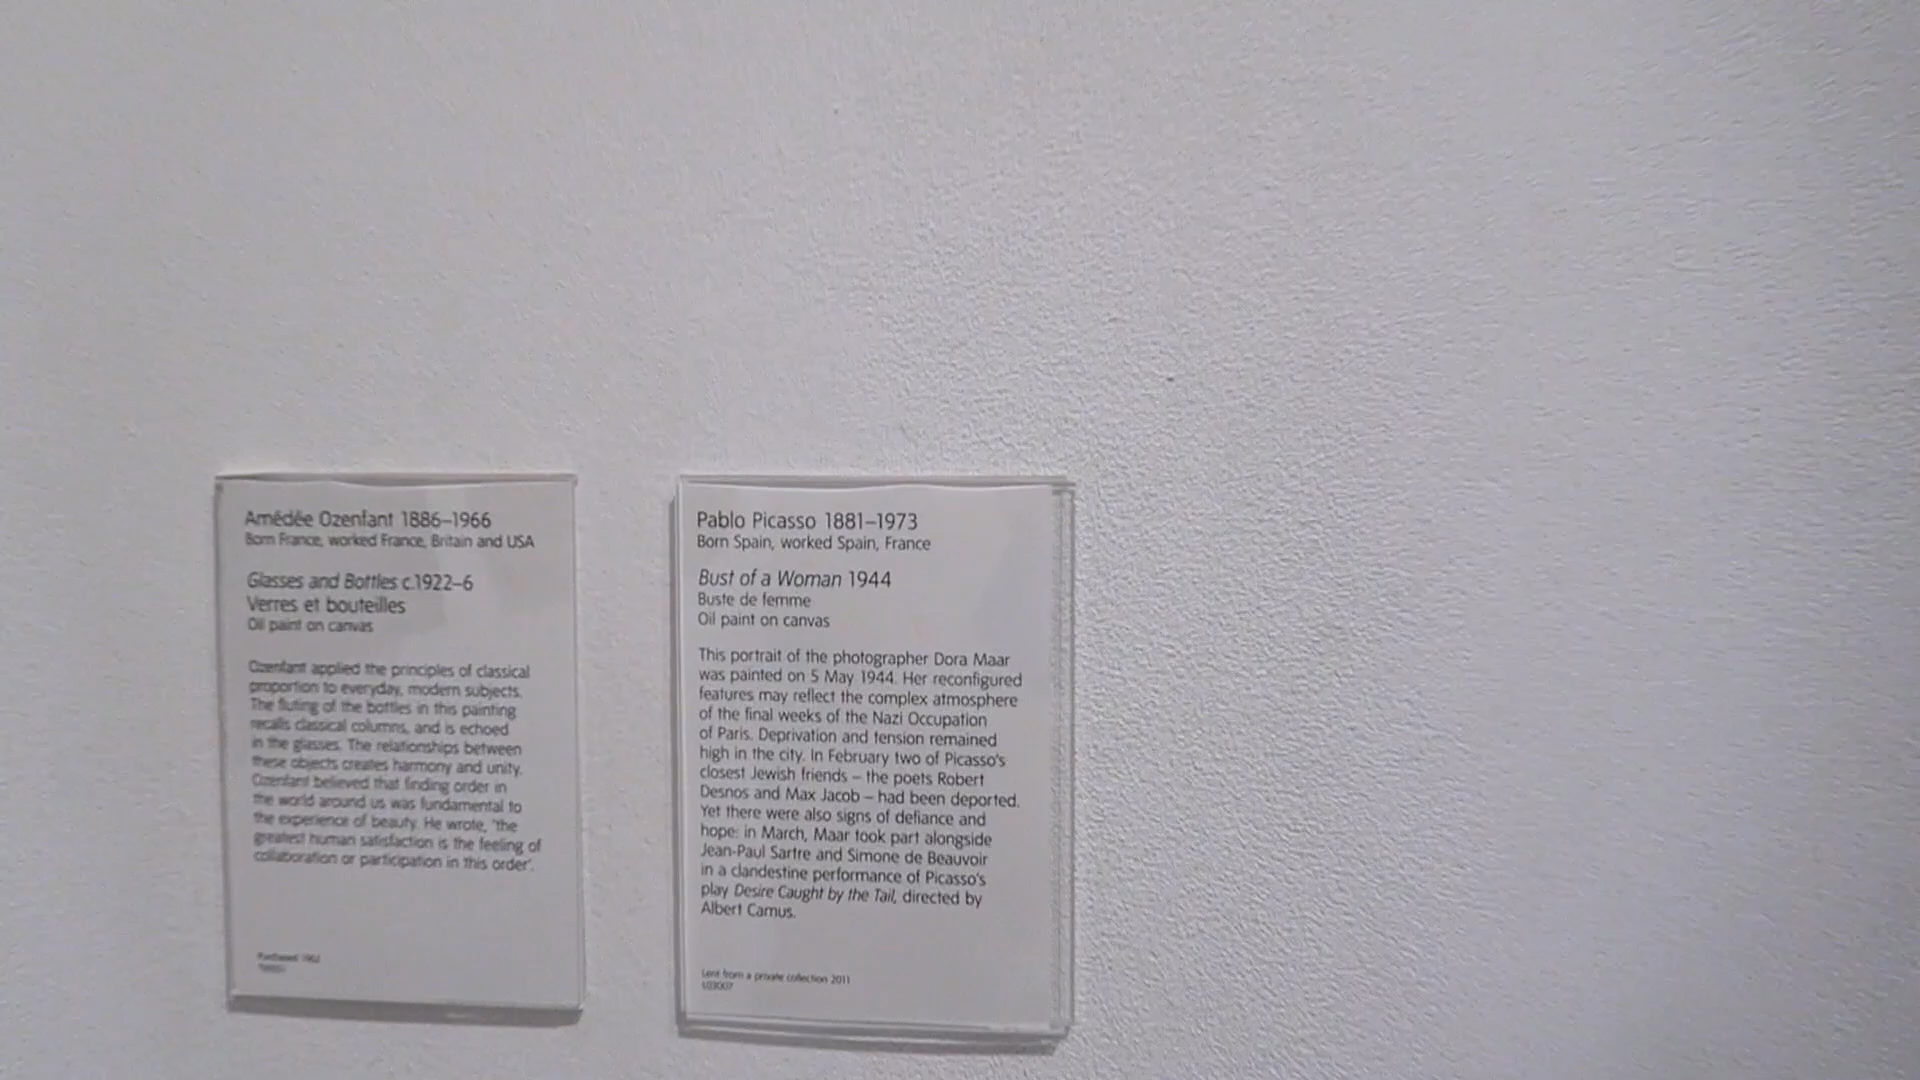 Amédée Ozenfant 1886–1966
Born France, worked France, Britain and USA
Glasses and Bottles c.1922–6
Verres et bouteilles
Oil paint on canvas
Ozenfant applied the principles of classical
proportion to everyday, modern subjects.
The fluting of the bottles in this painting
recalls classical columns, and is echoed
in the glasses. The relationships between
these objects creates harmony and unity.
Ozenfant believed that finding order in
the world around us was fundamental to
the experience of beauty. He wrote, 'the
greatest human satisfaction is the feeling of
collaboration or participation in this order'.
Purchased 1962
Pablo Picasso 1881–1973
Born Spain, worked Spain, France
Bust of a Woman 1944
Buste de femme
Oil paint on canvas
This portrait of the photographer Dora Maar
was painted on 5 May 1944. Her reconfigured
features may reflect the complex atmosphere
of the final weeks of the Nazi Occupation
of Paris. Deprivation and tension remained
high in the city. In February two of Picasso's
closest Jewish friends – the poets Robert
Desnos and Max Jacob – had been deported.
Yet there were also signs of defiance and
hope: in March, Maar took part alongside
Jean-Paul Sartre and Simone de Beauvoir
in a clandestine performance of Picasso's
play Desire Caught by the Tail, directed by
Albert Camus.
Lent from a private collection 2011
L03007